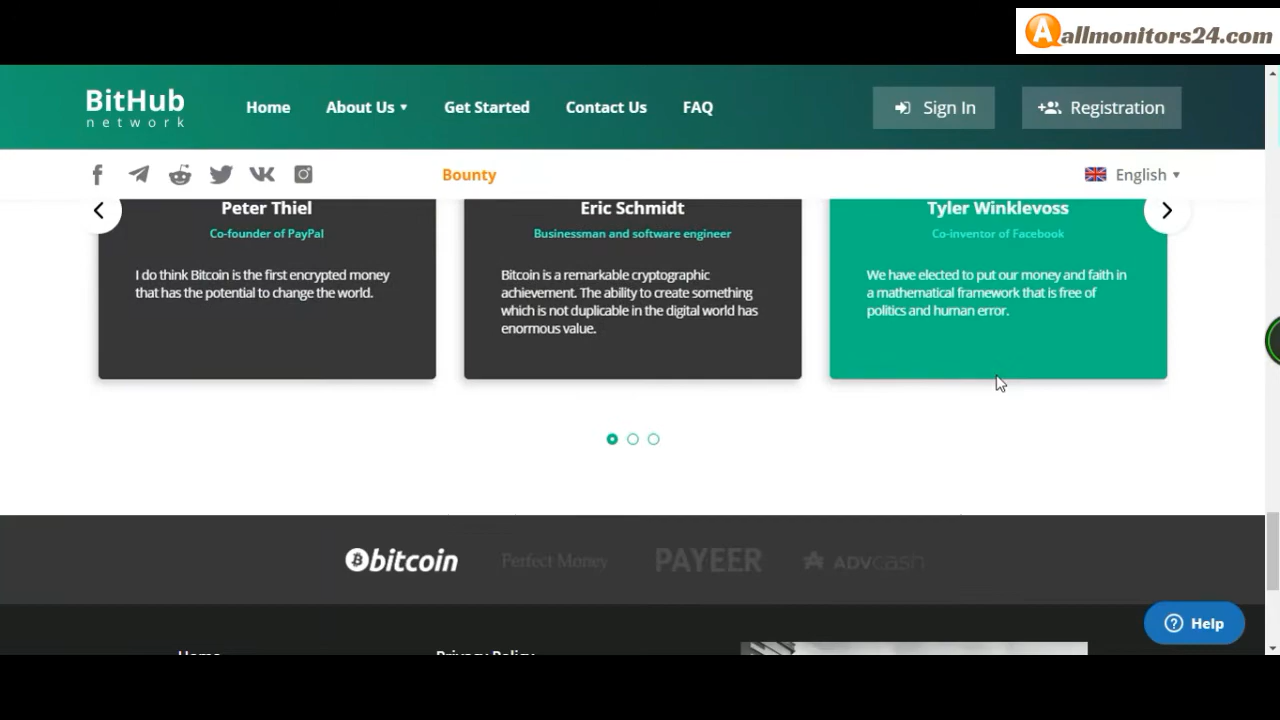 allmonitors24.com
BitHub
network
Home
About Us
Get Started
Contact Us
FAQ
Sign In
Registration
Bounty
English
Peter Thiel
Co-founder of PayPal
I do think Bitcoin is the first encrypted money
that has the potential to change the world.
Eric Schmidt
Businessman and software engineer
Bitcoin is a remarkable cryptographic
achievement. The ability to create something
which is not duplicable in the digital world has
enormous value.
Tyler Winklevoss
Co-inventor of Facebook
We have elected to put our money and faith in
a mathematical framework that is free of
politics and human error.
bitcoin
Perfect Money
PAYEER
ADVcash
Help
Home
Privacy Policy